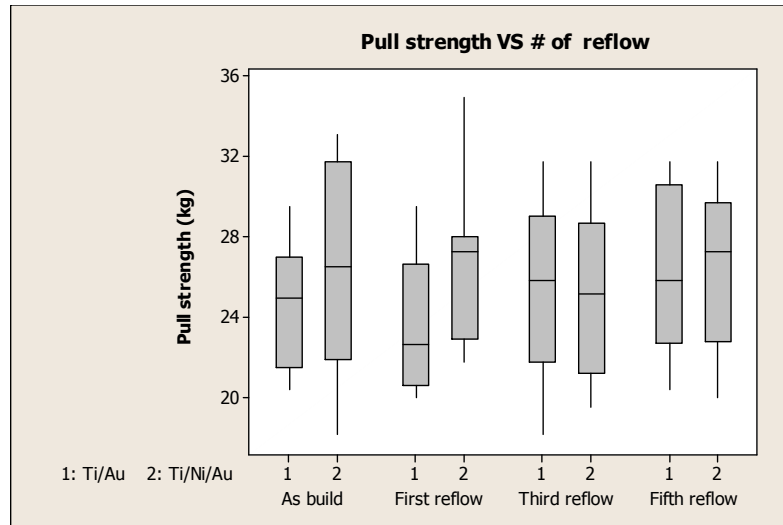 Pull strength VS # of reflow
36
32
28
24
20
Pull strength (kg)
1: Ti/Au 2: Ti/Ni/Au 1 2 1 2 1 2 1 2
As build First reflow Third reflow Fifth reflow